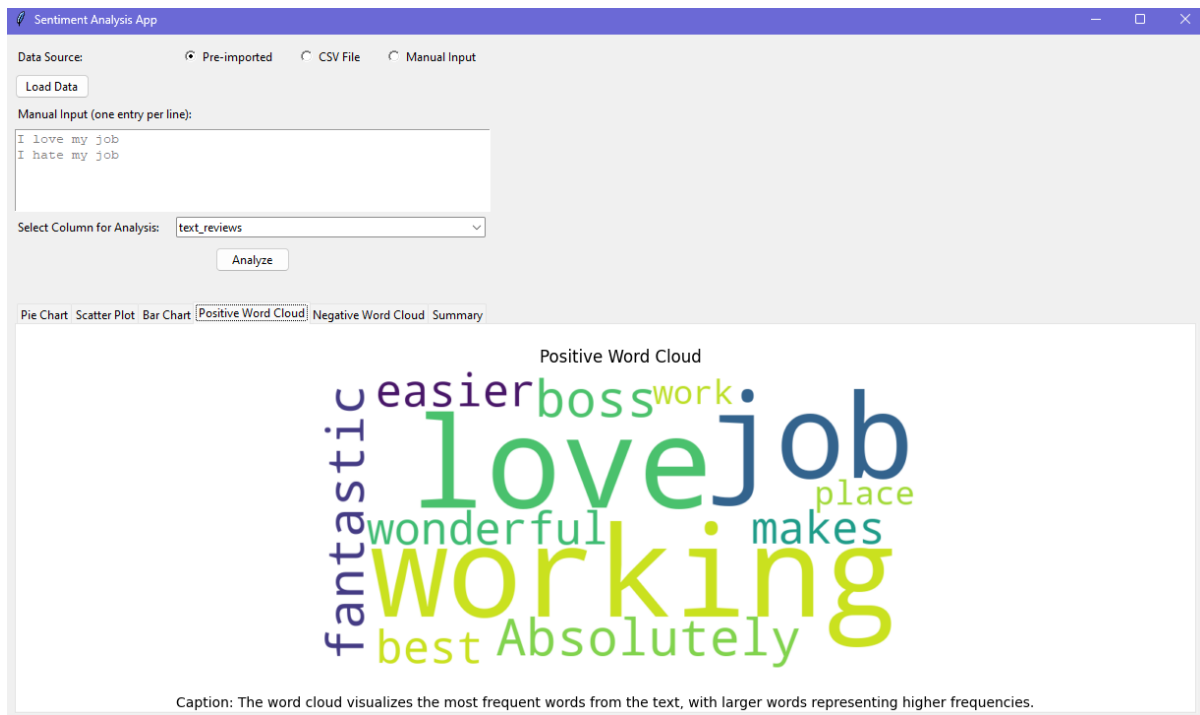 Sentiment Analysis App
Data Source: Pre-imported CSV File Manual Input
Load Data
Manual Input (one entry per line):
I love my job
I hate my job
Select Column for Analysis: text_reviews
Analyze
Pie Chart Scatter Plot Bar Chart Positive Word Cloud Negative Word Cloud Summary
Positive Word Cloud
fantastic
easier
boss
work
love
job
place
wonderful
makes
working
best
Absolutely
Caption: The word cloud visualizes the most frequent words from the text, with larger words representing higher frequencies.